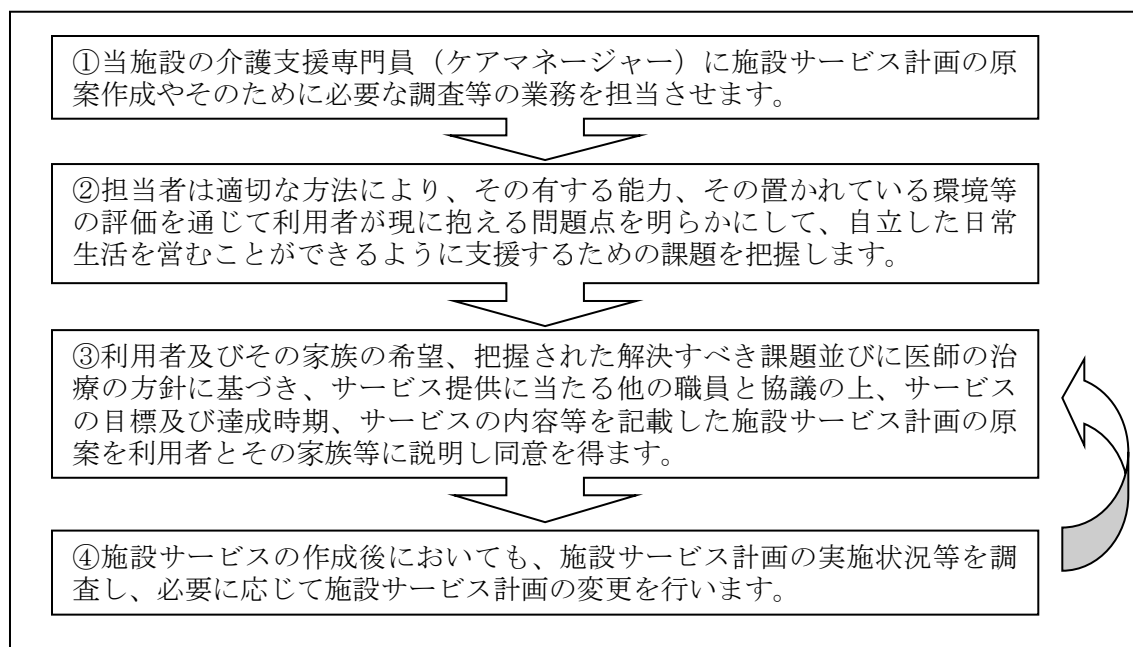 ①当施設の介護支援専門員（ケアマネージャー）に施設サービス計画の原
案作成やそのために必要な調査等の業務を担当させます。
②担当者は適切な方法により、その有する能力、その置かれている環境等
の評価を通じて利用者が現に抱える問題点を明らかにして、自立した日常
生活を営むことができるように支援するための課題を把握します。
③利用者及びその家族の希望、把握された解決すべき課題並びに医師の治
療の方針に基づき、サービス提供に当たる他の職員と協議の上、サービス
の目標及び達成時期、サービスの内容等を記載した施設サービス計画の原
案を利用者とその家族等に説明し同意を得ます。
④施設サービスの作成後においても、施設サービス計画の実施状況等を調
査し、必要に応じて施設サービス計画の変更を行います。